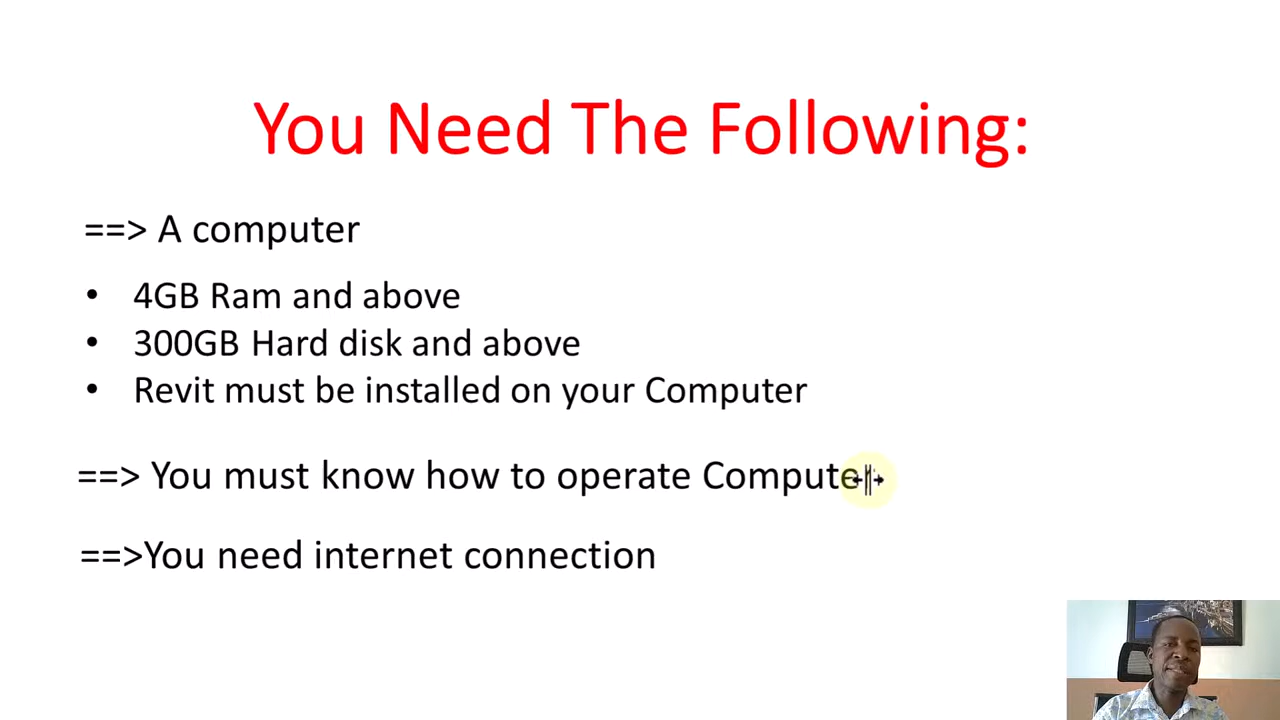 You Need The Following:
==> A computer
• 4GB Ram and above
• 300GB Hard disk and above
• Revit must be installed on your Computer
==> You must know how to operate Compute
==>You need internet connection